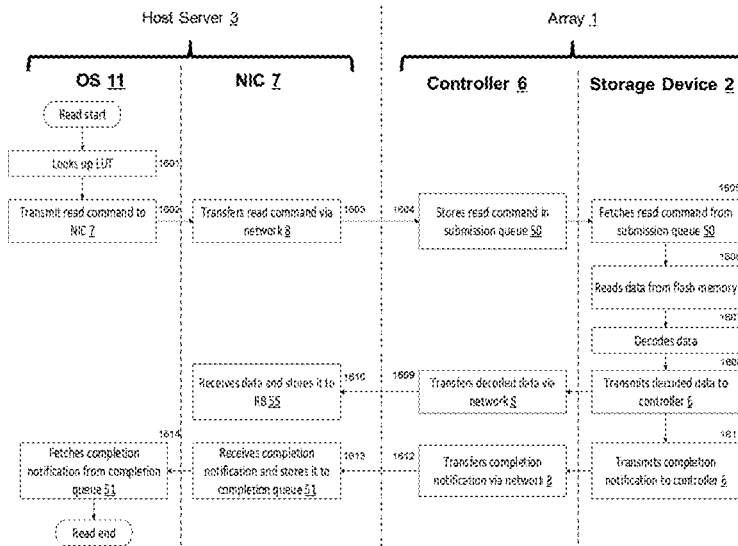 Host Server 3
Array 1
OS 11
NIC 7
Controller 6
Storage Device 2
Read start
Looks up LUT
1601
Transmit read command to
NIC 7
1602
Transfers read command via
network 8
1603
1604
Stores read command in
submission queue 50
1605
Fetches read command from
submission queue 50
1606
Reads data from flash memory
1607
Decodes data
1608
Receives data and stores it to
RB 55
1610
1609
Transfers decoded data via
network 8
Transmits decoded data to
controller 6
1611
1614
Fetches completion
notification from completion
queue 51
Receives completion
notification and stores it to
completion queue 51
1613
1612
Transfers completion
notification via network 8
Transmits completion
notification to controller 6
Read end